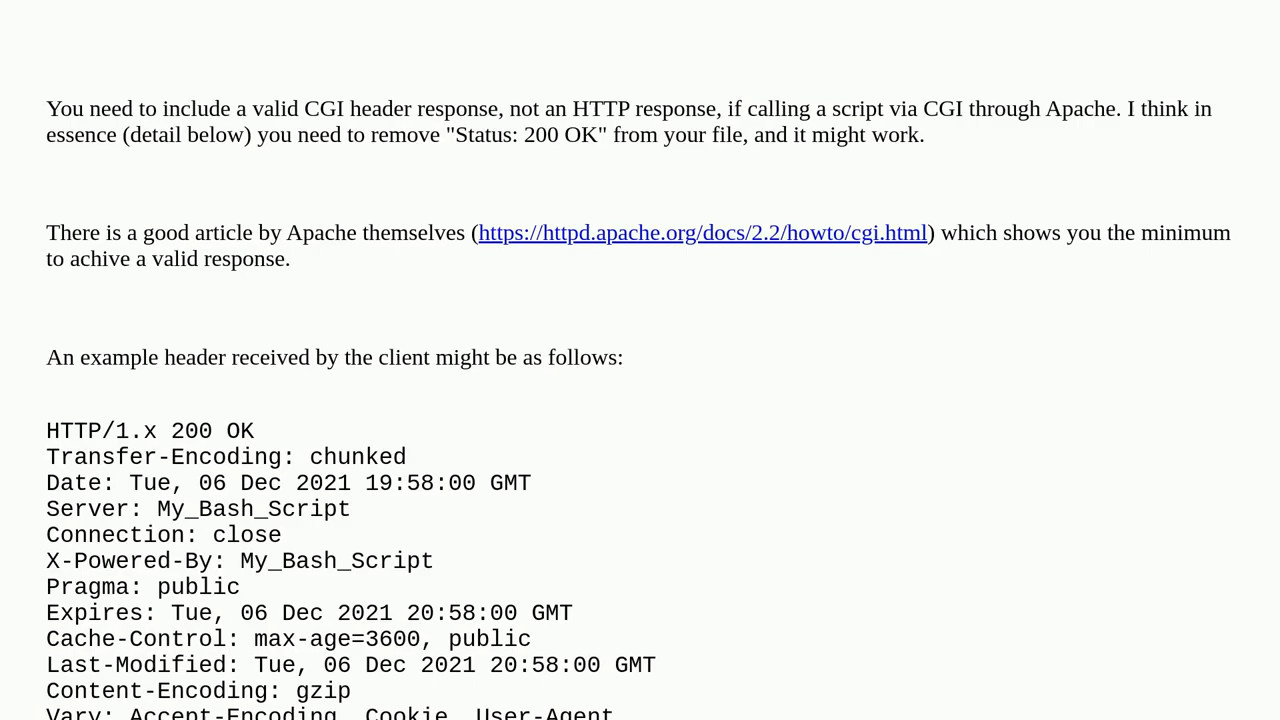 You need to include a valid CGI header response, not an HTTP response, if calling a script via CGI through Apache. I think in
essence (detail below) you need to remove "Status: 200 OK" from your file, and it might work.
There is a good article by Apache themselves (https://httpd.apache.org/docs/2.2/howto/cgi.html) which shows you the minimum
to achive a valid response.
An example header received by the client might be as follows:
HTTP/1.x 200 OK
Transfer-Encoding: chunked
Date: Tue, 06 Dec 2021 19:58:00 GMT
Server: My_Bash_Script
Connection: close
X-Powered-By: My_Bash_Script
Pragma: public
Expires: Tue, 06 Dec 2021 20:58:00 GMT
Cache-Control: max-age=3600, public
Last-Modified: Tue, 06 Dec 2021 20:58:00 GMT
Content-Encoding: gzip
Vary: Accept-Encoding, Cookie, User-Agent